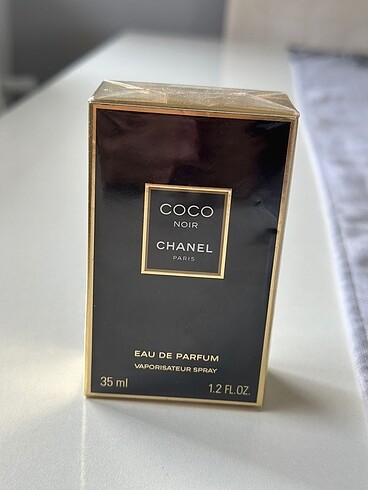 COCO
NOIR
CHANEL
PARIS
EAU DE PARFUM
VAPORISATEUR SPRAY
35 ml 1.2 FL.OZ.